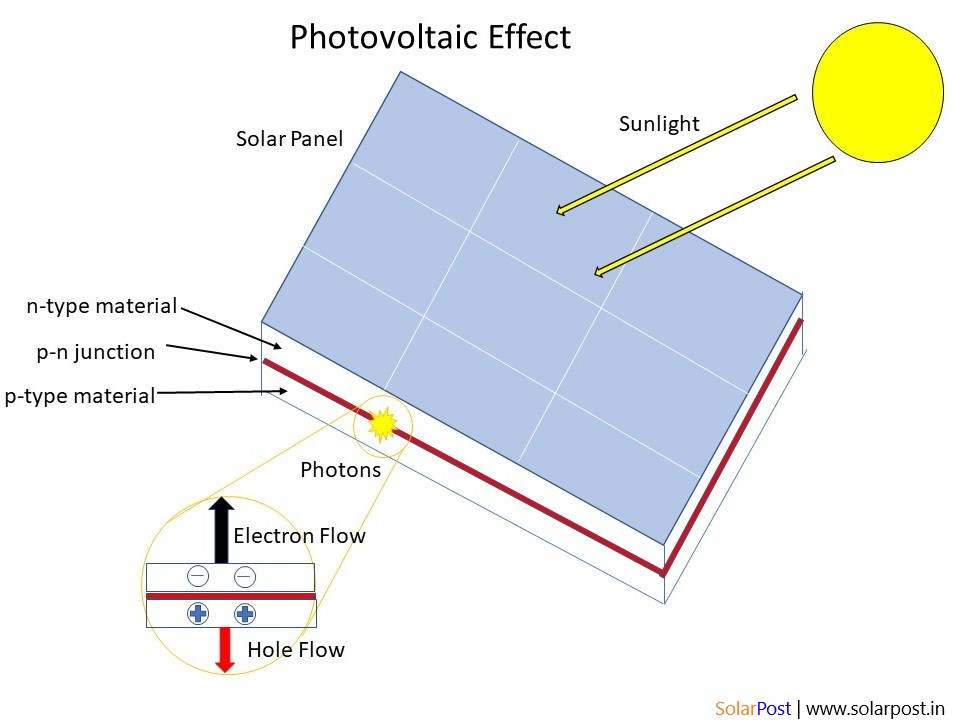 Photovoltaic Effect
Sunlight
Solar Panel
n-type material
p-n junction
p-type material
Photons
Electron Flow
Hole Flow
SolarPost | www.solarpost.in